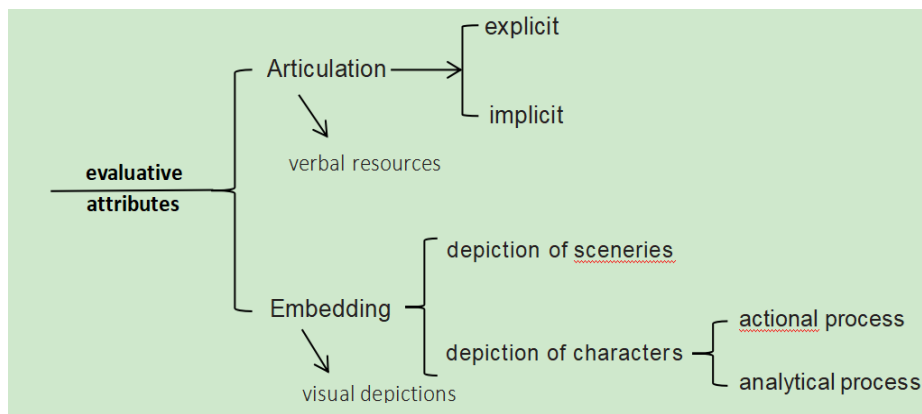 explicit
Articulation
implicit
verbal resources
evaluative
attributes
depiction of sceneries
Embedding
actional process
depiction of characters
analytical process
visual depictions